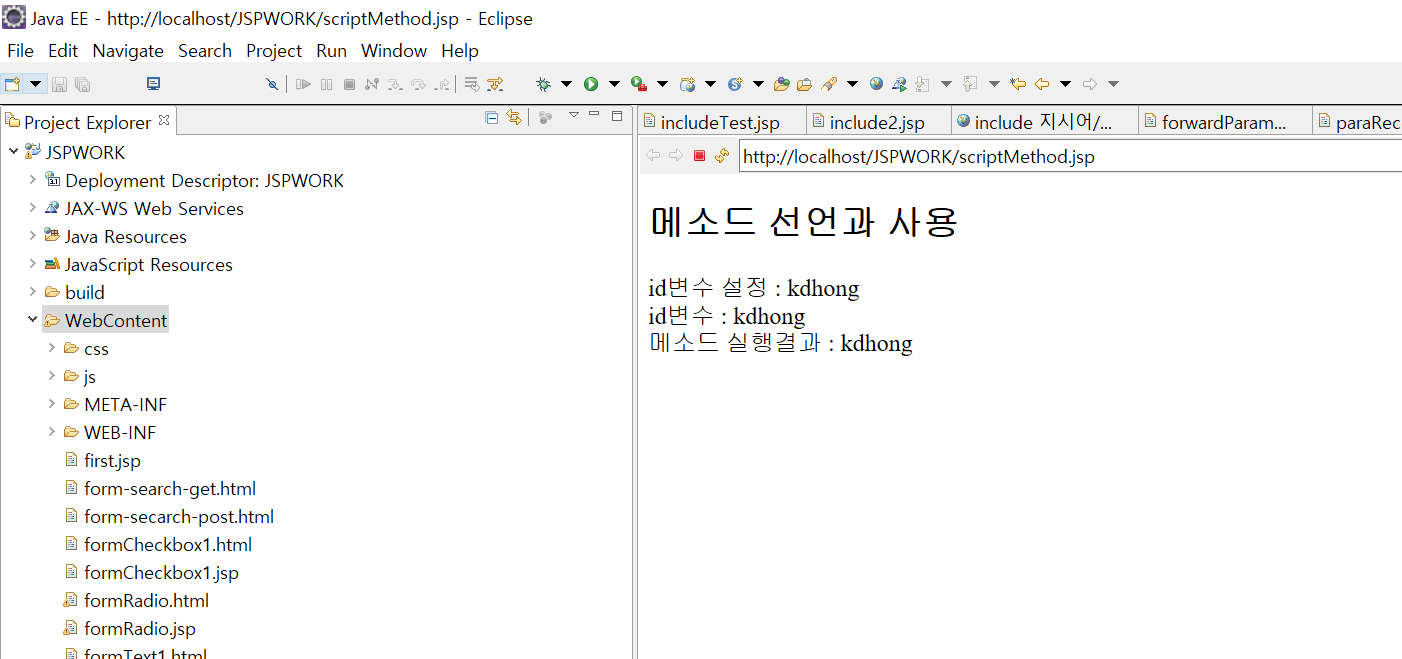 Java EE - http://localhost/JSPWORK/scriptMethod.jsp - Eclipse
File Edit Navigate Search Project Run Window Help
Project Explorer
JSPWORK
Deployment Descriptor: JSPWORK
JAX-WS Web Services
Java Resources
JavaScript Resources
build
WebContent
css
js
META-INF
WEB-INF
first.jsp
form-search-get.html
form-secarch-post.html
formCheckbox1.html
formCheckbox1.jsp
formRadio.html
formRadio.jsp
formText1.html
includeTest.jsp include2.jsp include 지시어/... forwardParam... paraRec
http://localhost/JSPWORK/scriptMethod.jsp
메소드 선언과 사용
id변수 설정 : kdhong
id변수 : kdhong
메소드 실행결과 : kdhong